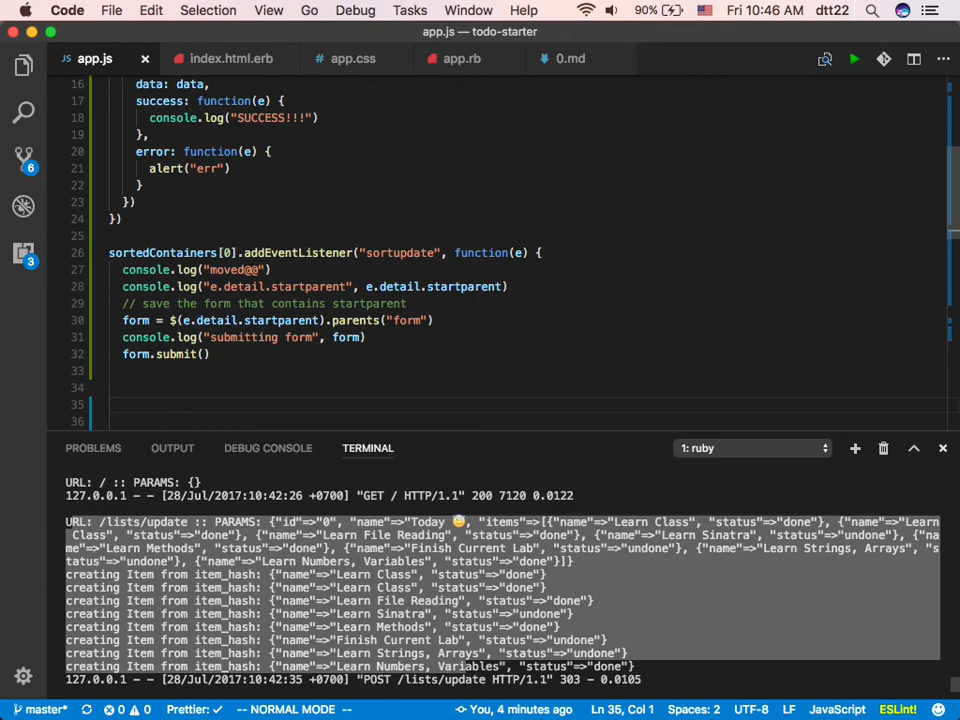 Code File Edit Selection View Go Debug Tasks Window Help 90% Fri 10:46 AM dtt22
app.js — todo-starter
JS app.js × index.html.erb # app.css app.rb 0.md
16 data: data,
17 success: function(e) {
18 console.log("SUCCESS!!!")
19 },
20 error: function(e) {
21 alert("err")
22 }
23 })
24 })
25
26 sortedContainers[0].addEventListener("sortupdate", function(e) {
27 console.log("moved@@")
28 console.log("e.detail.startparent", e.detail.startparent)
29 // save the form that contains startparent
30 form = $(e.detail.startparent).parents("form")
31 console.log("submitting form", form)
32 form.submit()
33
34
35
36
6
3
PROBLEMS OUTPUT DEBUG CONSOLE TERMINAL 1: ruby
URL: / :: PARAMS: {}
127.0.0.1 - - [28/Jul/2017:10:42:26 +0700] "GET / HTTP/1.1" 200 7120 0.0122
URL: /lists/update :: PARAMS: {"id"=>"0", "name"=>"Today 😇, "items"=>[{"name"=>"Learn Class", "status"=>"done"}, {"name"=>"Learn
Class", "status"=>"done"}, {"name"=>"Learn File Reading", "status"=>"done"}, {"name"=>"Learn Sinatra", "status"=>"undone"}, {"na
me"=>"Learn Methods", "status"=>"done"}, {"name"=>"Finish Current Lab", "status"=>"undone"}, {"name"=>"Learn Strings, Arrays", "s
tatus"=>"undone"}, {"name"=>"Learn Numbers, Variables", "status"=>"done"}]}
creating Item from item_hash: {"name"=>"Learn Class", "status"=>"done"}
creating Item from item_hash: {"name"=>"Learn Class", "status"=>"done"}
creating Item from item_hash: {"name"=>"Learn File Reading", "status"=>"done"}
creating Item from item_hash: {"name"=>"Learn Sinatra", "status"=>"undone"}
creating Item from item_hash: {"name"=>"Learn Methods", "status"=>"done"}
creating Item from item_hash: {"name"=>"Finish Current Lab", "status"=>"undone"}
creating Item from item_hash: {"name"=>"Learn Strings, Arrays", "status"=>"undone"}
creating Item from item_hash: {"name"=>"Learn Numbers, Variables", "status"=>"done"}
127.0.0.1 - - [28/Jul/2017:10:42:35 +0700] "POST /lists/update HTTP/1.1" 303 - 0.0105
master* 0 0 Prettier: ✓ -- NORMAL MODE -- You, 4 minutes ago Ln 35, Col 1 Spaces: 2 UTF-8 LF JavaScript ESLint!